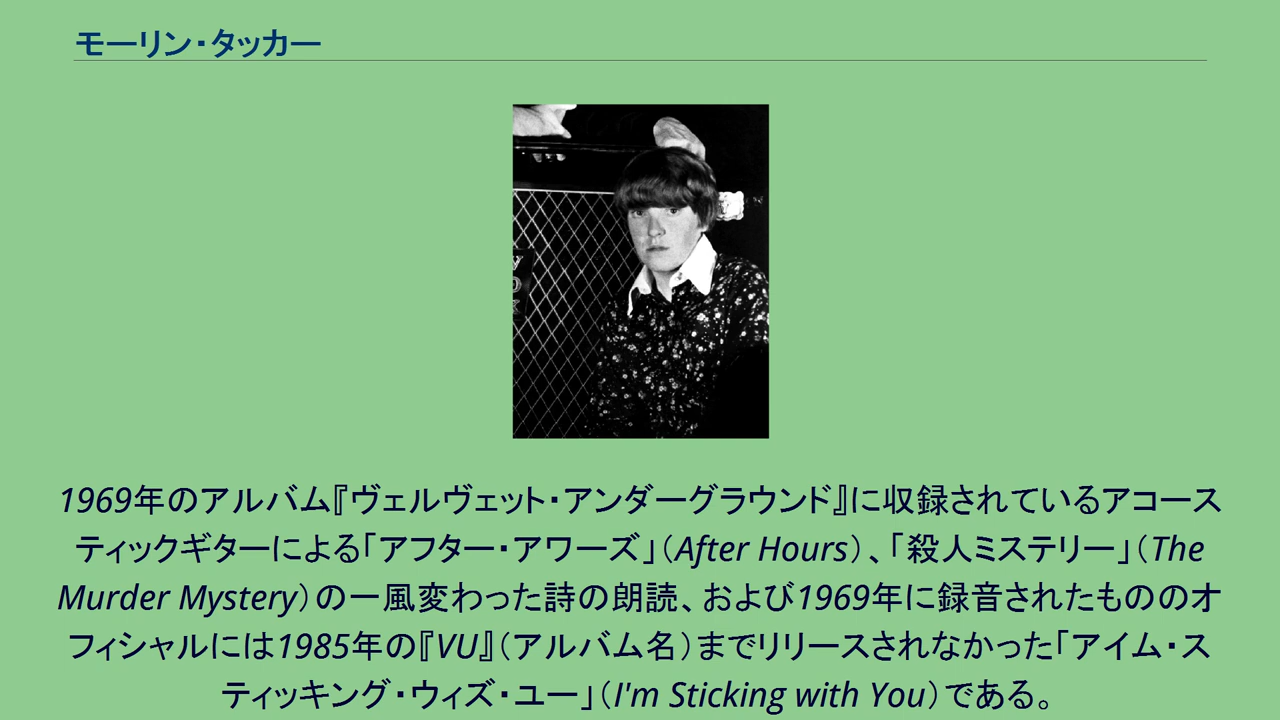 モーリン・タッカー
1969年のアルバム『ヴェルヴェット・アンダーグラウンド』に収録されているアコース
ティックギターによる「アフター・アワーズ」（After Hours）、「殺人ミステリー」（The
Murder Mystery）の一風変わった詩の朗読、および1969年に録音されたもののオ
フィシャルには1985年の『VU』（アルバム名）までリリースされなかった「アイム・ス
ティッキング・ウィズ・ユー」（I'm Sticking with You）である。